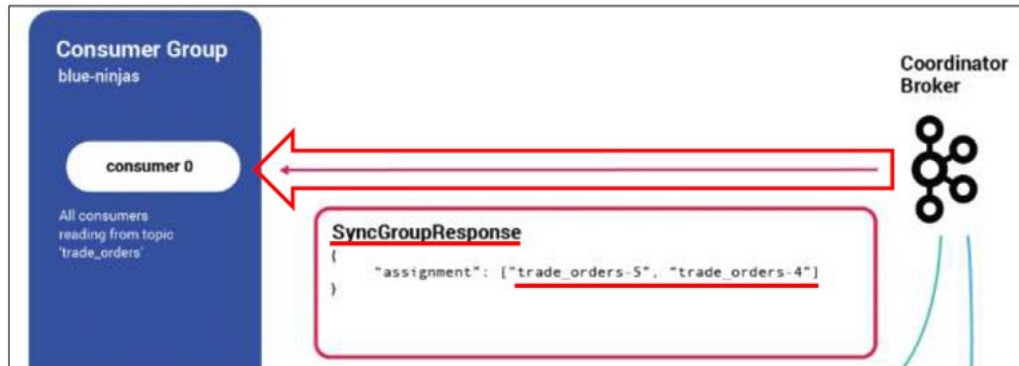 Consumer Group
blue-ninjas
consumer 0
All consumers
reading from topic
'trade_orders'
Coordinator
Broker
SyncGroupResponse
{
"assignment": ["trade_orders-5", "trade_orders-4"]
}